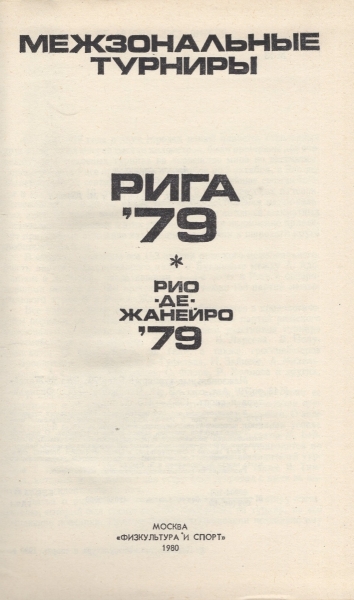 МЕЖЗОНАЛЬНЫЕ
ТУРНИРЫ
РИГА
'79
*
РИО
-ДЕ-
ЖАНЕЙРО
'79
МОСКВА
«ФИЗКУЛЬТУРА И СПОРТ»
1980